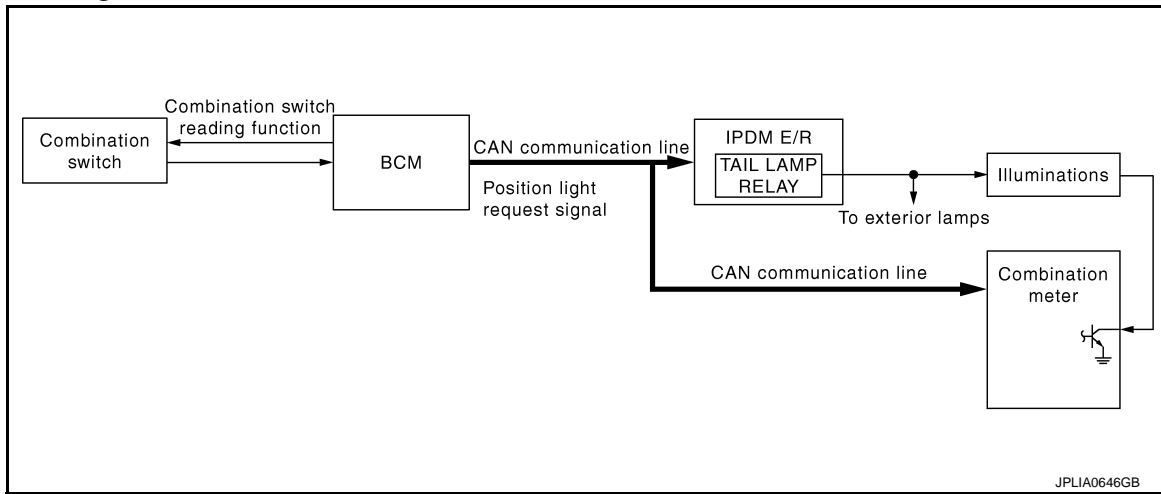 Combination switch
reading function
Combination
switch
BCM
CAN communication line
Position light
request signal
IPDM E/R
TAIL LAMP
RELAY
Illuminations
To exterior lamps
CAN communication line
Combination
meter
JPLIA0646GB